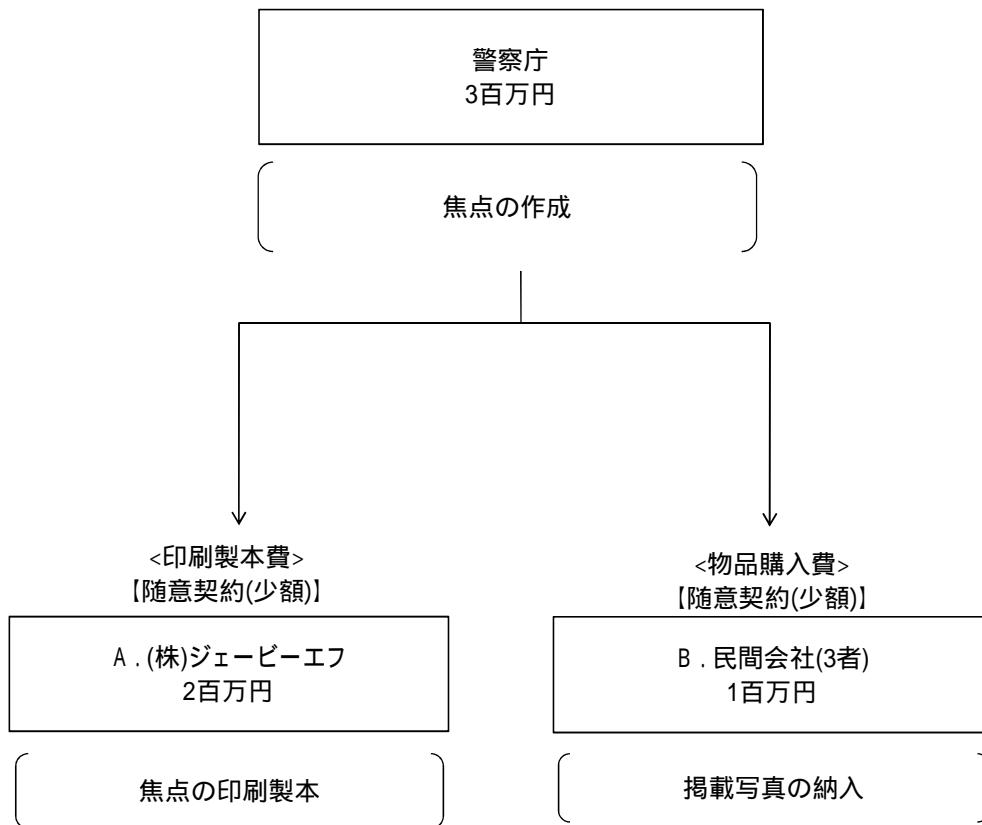 警察庁
3百万円
焦点の作成
<印刷製本費>
【随意契約(少額)】
A．(株)ジェービーエフ
2百万円
焦点の印刷製本
<物品購入費>
【随意契約(少額)】
B．民間会社(3者)
1百万円
掲載写真の納入